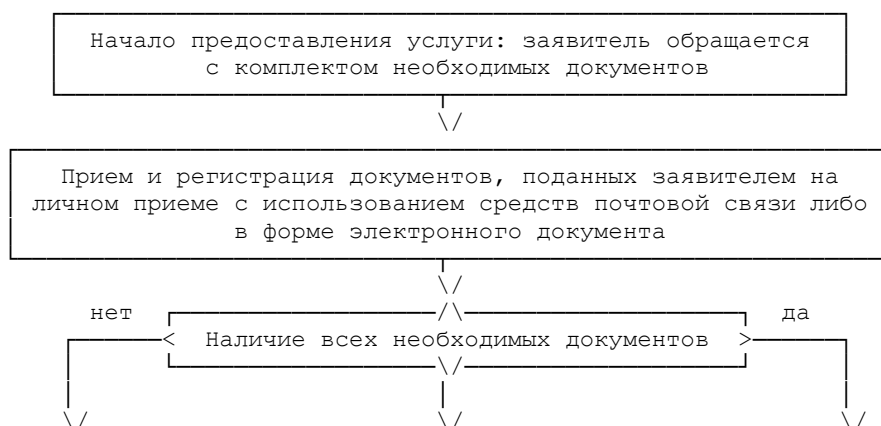 Начало предоставления услуги: заявитель обращается
с комплектом необходимых документов
Прием и регистрация документов, поданных заявителем на
личном приеме с использованием средств почтовой связи либо
в форме электронного документа
нет
да
Наличие всех необходимых документов